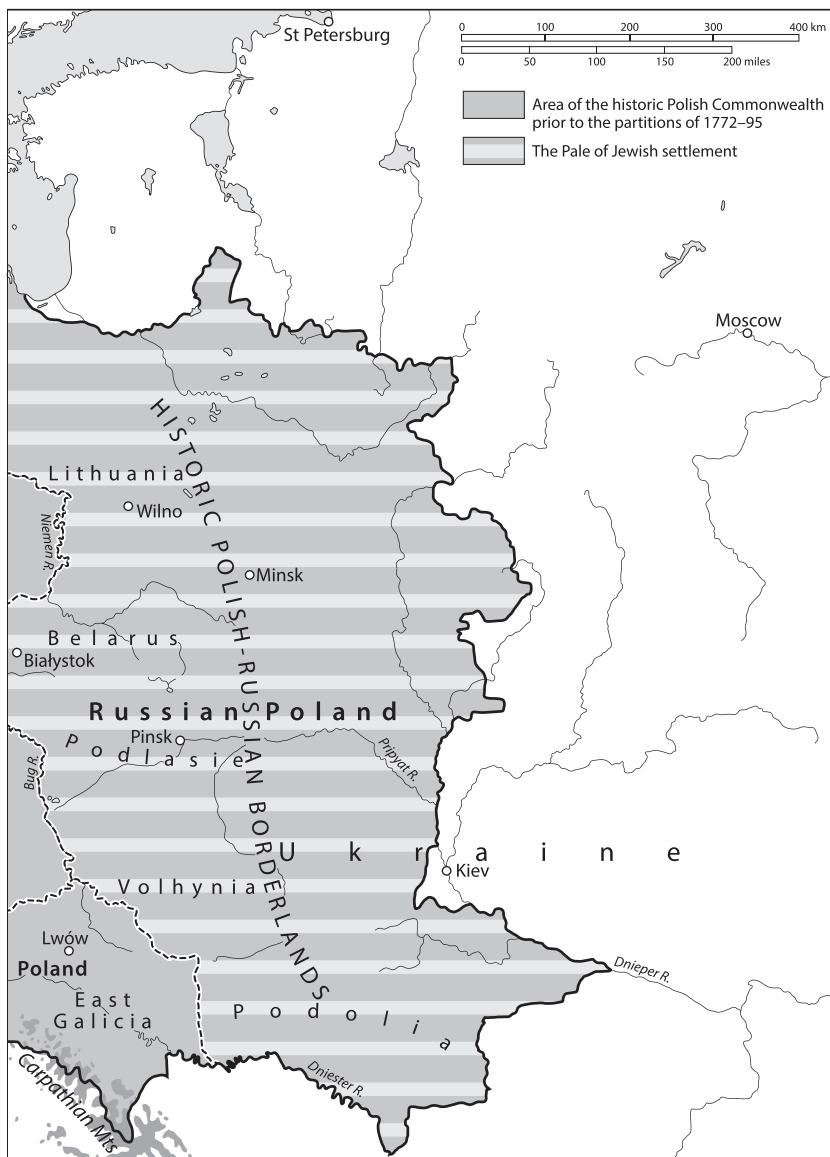 St Petersburg
0 100 200 300 400 km
0 50 100 150 200 miles
Area of the historic Polish Commonwealth
prior to the partitions of 1772–95
The Pale of Jewish settlement
Moscow
HISTORIC POLISH-RUSSIAN BORDERLANDS
Lithuania
Wilno
Niemen R.
Minsk
Belarus
Białystok
Russian Poland
Pinsk
Podlasie
Pripyat R.
Bug R.
Ukraine
Kiev
Volhynia
Lwów
Poland
Dnieper R.
East
Galicia
Podolia
Dniester R.
Carpathian Mts